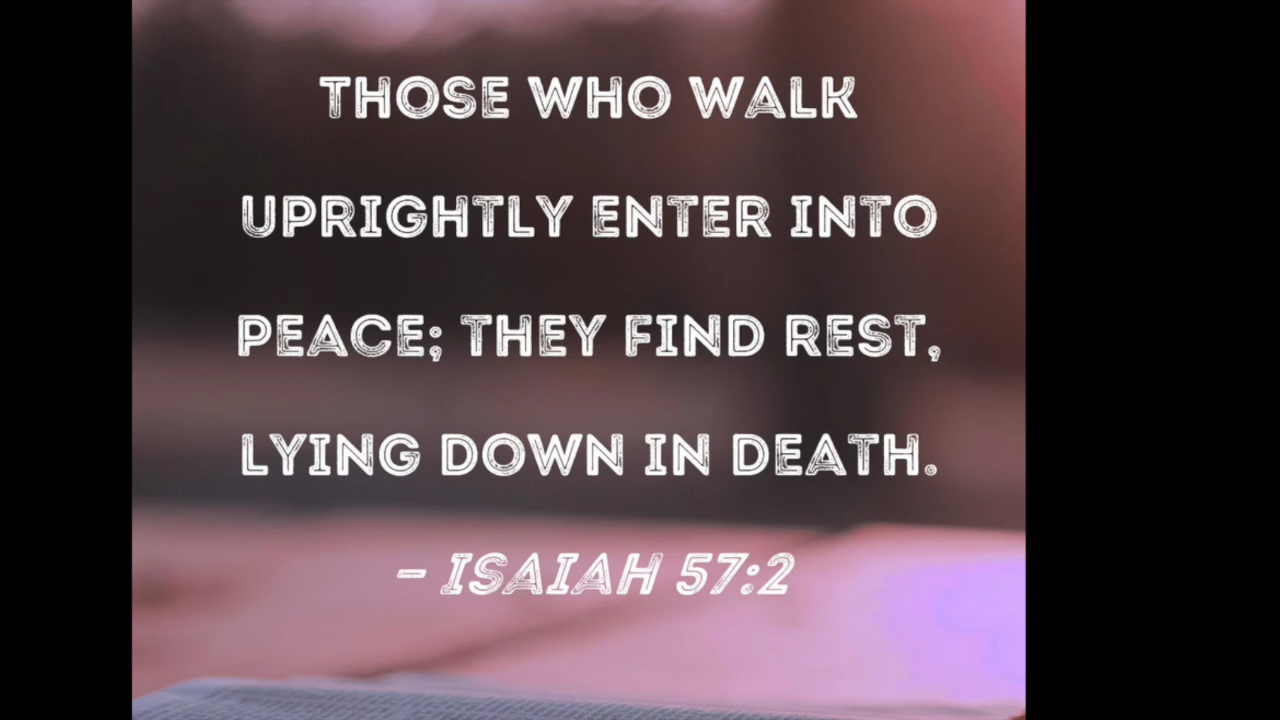 THOSE WHO WALK
UPRIGHTLY ENTER INTO
PEACE; THEY FIND REST,
LYING DOWN IN DEATH.
– ISAIAH 57:2